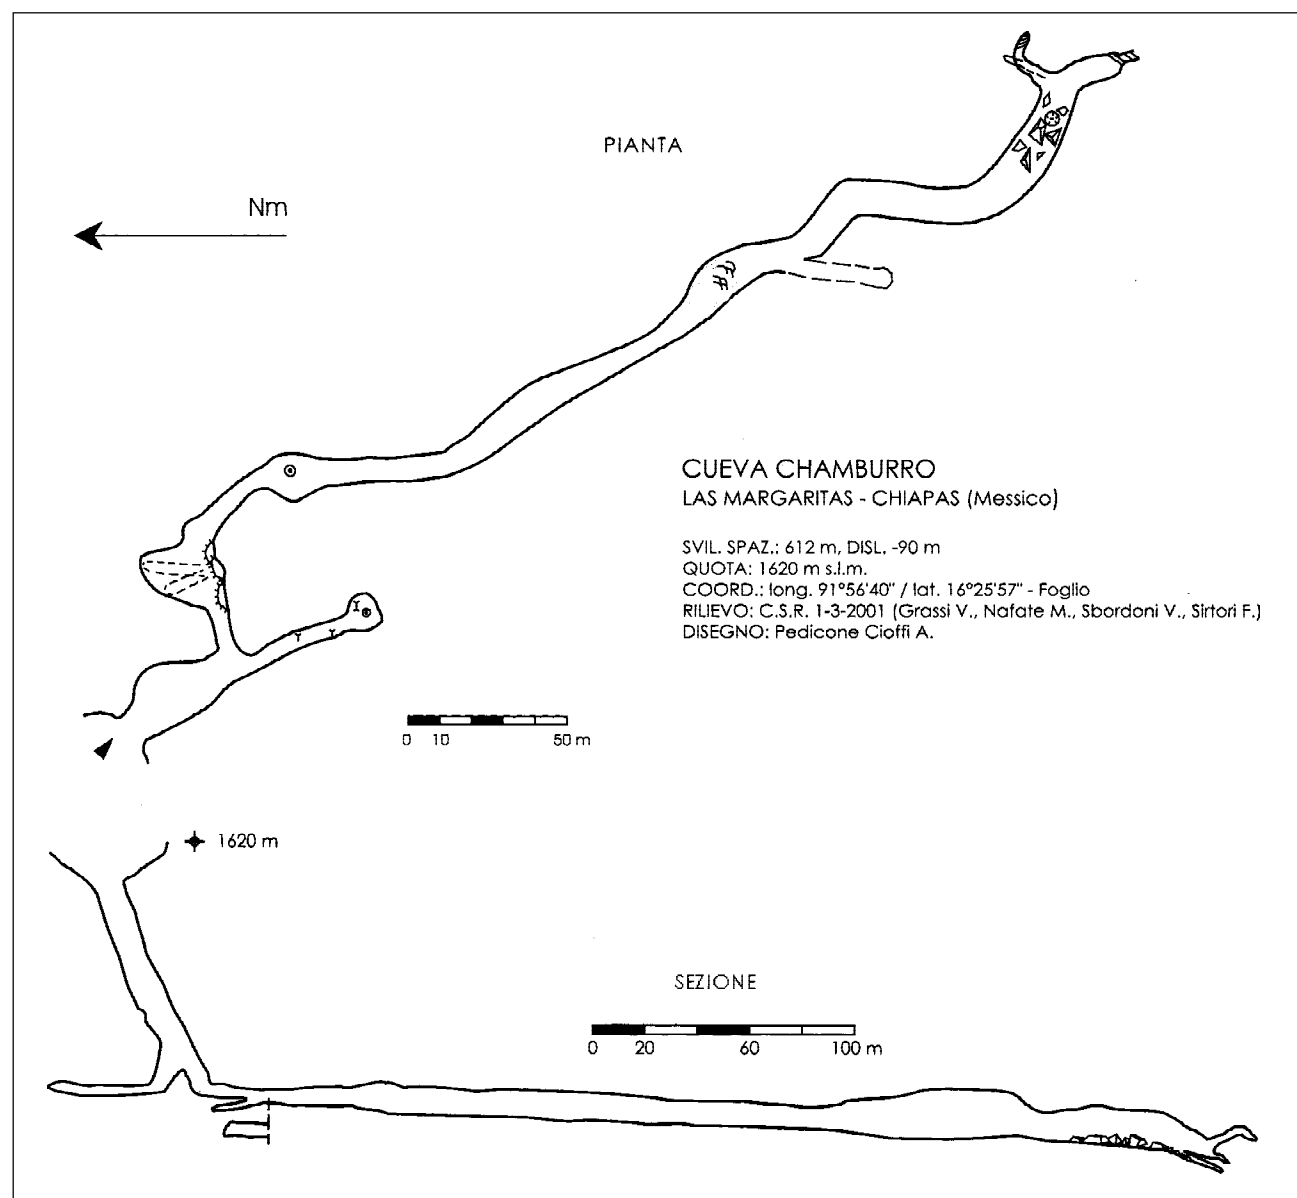 PIANTA
Nm
CUEVA CHAMBURRO
LAS MARGARITAS - CHIAPAS (Messico)
SVIL. SPAZ.: 612 m, DISL. -90 m
QUOTA: 1620 m s.l.m.
COORD.: long. 91°56'40" / lat. 16°25'57" - Foglio
RILIEVO: C.S.R. 1-3-2001 (Grassi V., Nafate M., Sbordoni V., Sirtori F.)
DISEGNO: Pedicone Cioffi A.
0 10 50 m
1620 m
SEZIONE
0 20 60 100 m